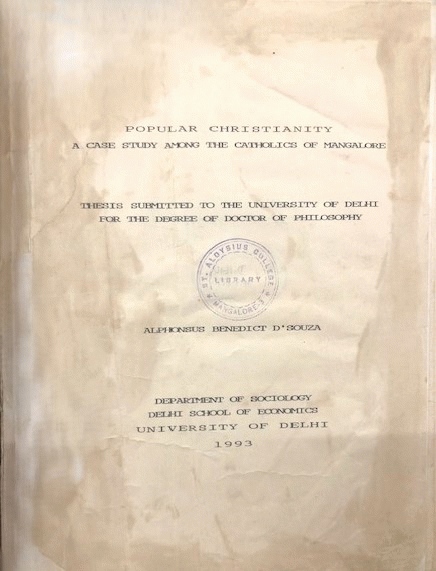 POPULAR CHRISTIANITY
A CASE STUDY AMONG THE CATHOLICS OF MANGALORE
THESIS SUBMITTED TO THE UNIVERSITY OF DELHI
FOR THE DEGREE OF DOCTOR OF PHILOSOPHY
ST. ALOYSIUS COLLEGE
LIBRARY
MANGALORE-3
ALPHONSUS BENEDICT D'SOUZA
DEPARTMENT OF SOCIOLOGY
DELHI SCHOOL OF ECONOMICS
UNIVERSITY OF DELHI
1993